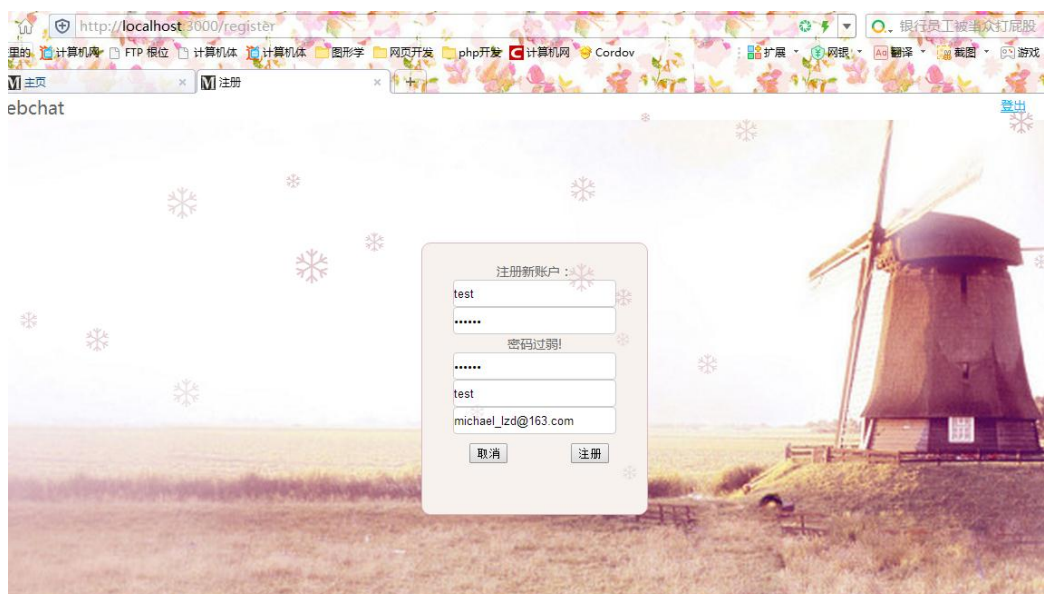 http://localhost:3000/register
银行员工被当众打屁股
里的 计算机网 FTP 根位 计算机体 计算机体 图形学 网页开发 php开发 计算机网 Cordov 扩展 网银 翻译 截图 游戏
主页 注册
ebchat 登出
注册新账户：
test
••••••
密码过弱!
••••••
test
michael_lzd@163.com
取消 注册